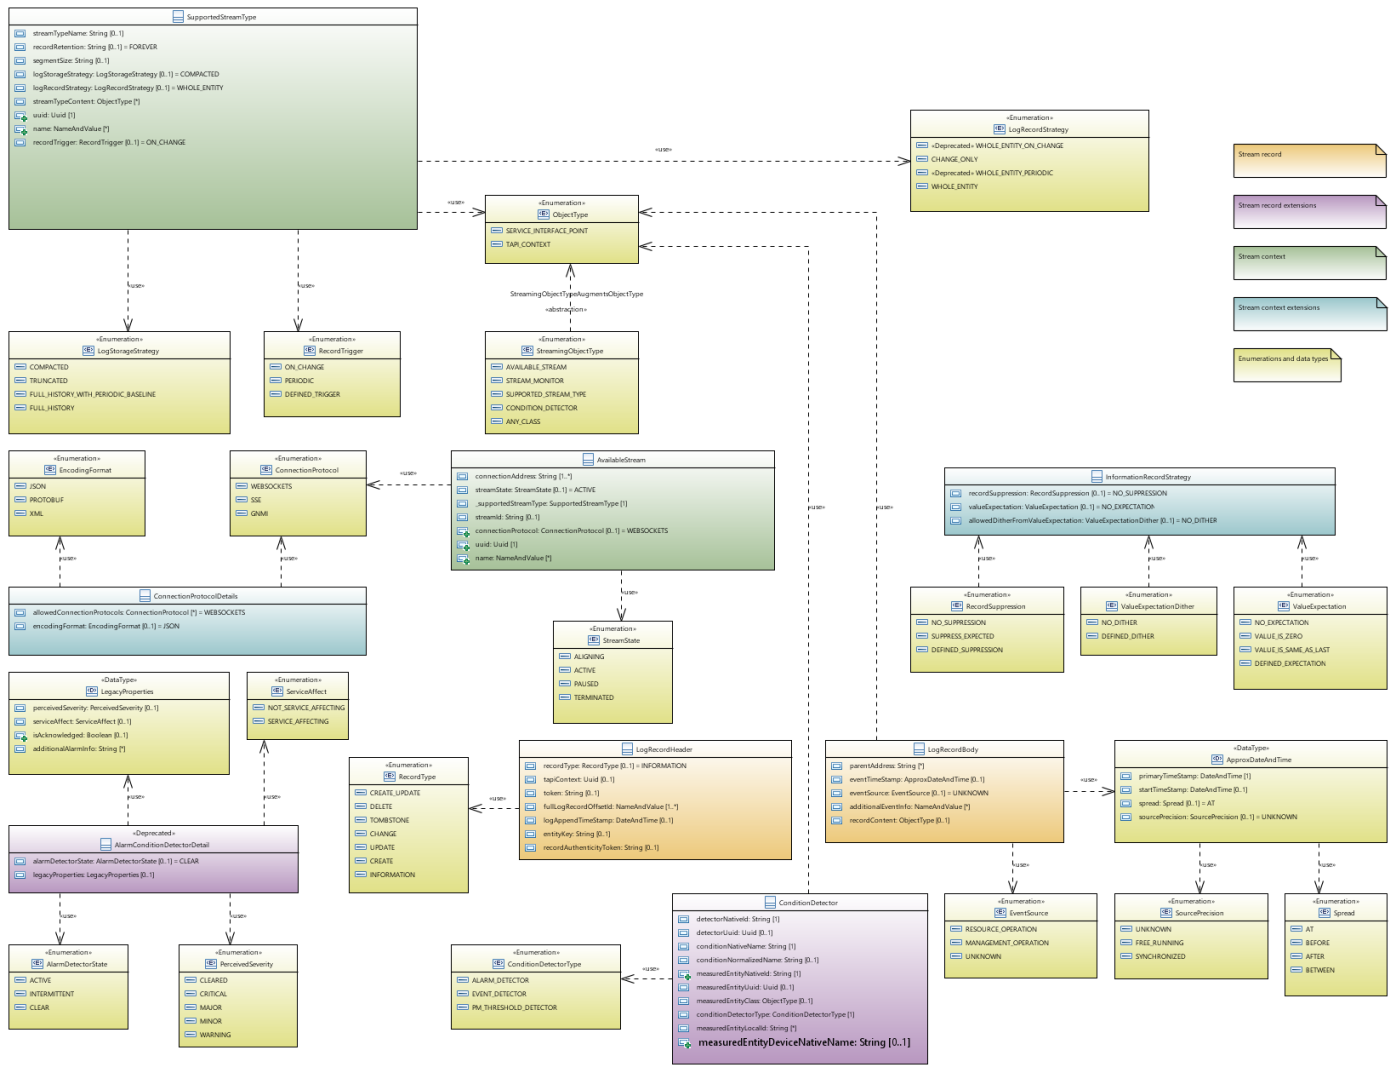 SupportedStreamType
streamTypeName: String [0..1]
recordRetention: String [0..1] = FOREVER
segmentSize: String [0..1]
logStorageStrategy: LogStorageStrategy [0..1] = COMPACTED
logRecordStrategy: LogRecordStrategy [0..1] = WHOLE_ENTITY
streamTypeContent: ObjectType [*]
uuid: Uuid [1]
name: NameAndValue [*]
recordTrigger: RecordTrigger [0..1] = ON_CHANGE
«use»
«Enumeration»
LogRecordStrategy
«Deprecated» WHOLE_ENTITY_ON_CHANGE
CHANGE_ONLY
«Deprecated» WHOLE_ENTITY_PERIODIC
WHOLE_ENTITY
Stream record
Stream record extensions
Stream context
Stream context extensions
Enumerations and data types
«use»
«Enumeration»
ObjectType
SERVICE_INTERFACE_POINT
TAPI_CONTEXT
«use»
«use»
StreamingObjectTypeAugmentsObjectType
«abstraction»
«Enumeration»
LogStorageStrategy
COMPACTED
TRUNCATED
FULL_HISTORY_WITH_PERIODIC_BASELINE
FULL_HISTORY
«Enumeration»
RecordTrigger
ON_CHANGE
PERIODIC
DEFINED_TRIGGER
«Enumeration»
StreamingObjectType
AVAILABLE_STREAM
STREAM_MONITOR
SUPPORTED_STREAM_TYPE
CONDITION_DETECTOR
ANY_CLASS
«Enumeration»
EncodingFormat
JSON
PROTOBUF
XML
«Enumeration»
ConnectionProtocol
WEBSOCKETS
SSE
GNMI
«use»
AvailableStream
connectionAddress: String [1..*]
streamState: StreamState [0..1] = ACTIVE
_supportedStreamType: SupportedStreamType [1]
streamId: String [0..1]
connectionProtocol: ConnectionProtocol [0..1] = WEBSOCKETS
uuid: Uuid [1]
name: NameAndValue [*]
«use»
«use»
InformationRecordStrategy
recordSuppression: RecordSuppression [0..1] = NO_SUPPRESSION
valueExpectation: ValueExpectation [0..1] = NO_EXPECTATION
allowedDitherFromValueExpectation: ValueExpectationDither [0..1] = NO_DITHER
«use»
«use»
«use»
«use»
«use»
«use»
ConnectionProtocolDetails
allowedConnectionProtocols: ConnectionProtocol [*] = WEBSOCKETS
encodingFormat: EncodingFormat [0..1] = JSON
«Enumeration»
StreamState
ALIGNING
ACTIVE
PAUSED
TERMINATED
«Enumeration»
RecordSuppression
NO_SUPPRESSION
SUPPRESS_EXPECTED
DEFINED_SUPPRESSION
«Enumeration»
ValueExpectationDither
NO_DITHER
DEFINED_DITHER
«Enumeration»
ValueExpectation
NO_EXPECTATION
VALUE_IS_ZERO
VALUE_IS_SAME_AS_LAST
DEFINED_EXPECTATION
«DataType»
LegacyProperties
perceivedSeverity: PerceivedSeverity [0..1]
serviceAffect: ServiceAffect [0..1]
isAcknowledged: Boolean [0..1]
additionalAlarmInfo: String [*]
«Enumeration»
ServiceAffect
NOT_SERVICE_AFFECTING
SERVICE_AFFECTING
«use»
«use»
«Enumeration»
RecordType
CREATE_UPDATE
DELETE
TOMBSTONE
CHANGE
UPDATE
CREATE
INFORMATION
«use»
LogRecordHeader
recordType: RecordType [0..1] = INFORMATION
tapiContext: Uuid [0..1]
token: String [0..1]
fullLogRecordOffsetId: NameAndValue [1..*]
logAppendTimeStamp: DateAndTime [0..1]
entityKey: String [0..1]
recordAuthenticityToken: String [0..1]
LogRecordBody
parentAddress: String [*]
eventTimeStamp: ApproxDateAndTime [0..1]
eventSource: EventSource [0..1] = UNKNOWN
additionalEventInfo: NameAndValue [*]
recordContent: ObjectType [0..1]
«use»
«DataType»
ApproxDateAndTime
primaryTimeStamp: DateAndTime [1]
startTimeStamp: DateAndTime [0..1]
spread: Spread [0..1] = AT
sourcePrecision: SourcePrecision [0..1] = UNKNOWN
«Deprecated»
AlarmConditionDetectorDetail
alarmDetectorState: AlarmDetectorState [0..1] = CLEAR
legacyProperties: LegacyProperties [0..1]
«use»
«use»
«use»
«use»
«use»
«Enumeration»
AlarmDetectorState
ACTIVE
INTERMITTENT
CLEAR
«Enumeration»
PerceivedSeverity
CLEARED
CRITICAL
MAJOR
MINOR
WARNING
«Enumeration»
ConditionDetectorType
ALARM_DETECTOR
EVENT_DETECTOR
PM_THRESHOLD_DETECTOR
«use»
ConditionDetector
detectorNativeId: String [1]
detectorUuid: Uuid [0..1]
conditionNativeName: String [1]
conditionNormalizedName: String [0..1]
measuredEntityNativeId: String [1]
measuredEntityUuid: Uuid [0..1]
measuredEntityClass: ObjectType [0..1]
conditionDetectorType: ConditionDetectorType [1]
measuredEntityLocalId: String [*]
measuredEntityDeviceNativeName: String [0..1]
«Enumeration»
EventSource
RESOURCE_OPERATION
MANAGEMENT_OPERATION
UNKNOWN
«Enumeration»
SourcePrecision
UNKNOWN
FREE_RUNNING
SYNCHRONIZED
«Enumeration»
Spread
AT
BEFORE
AFTER
BETWEEN